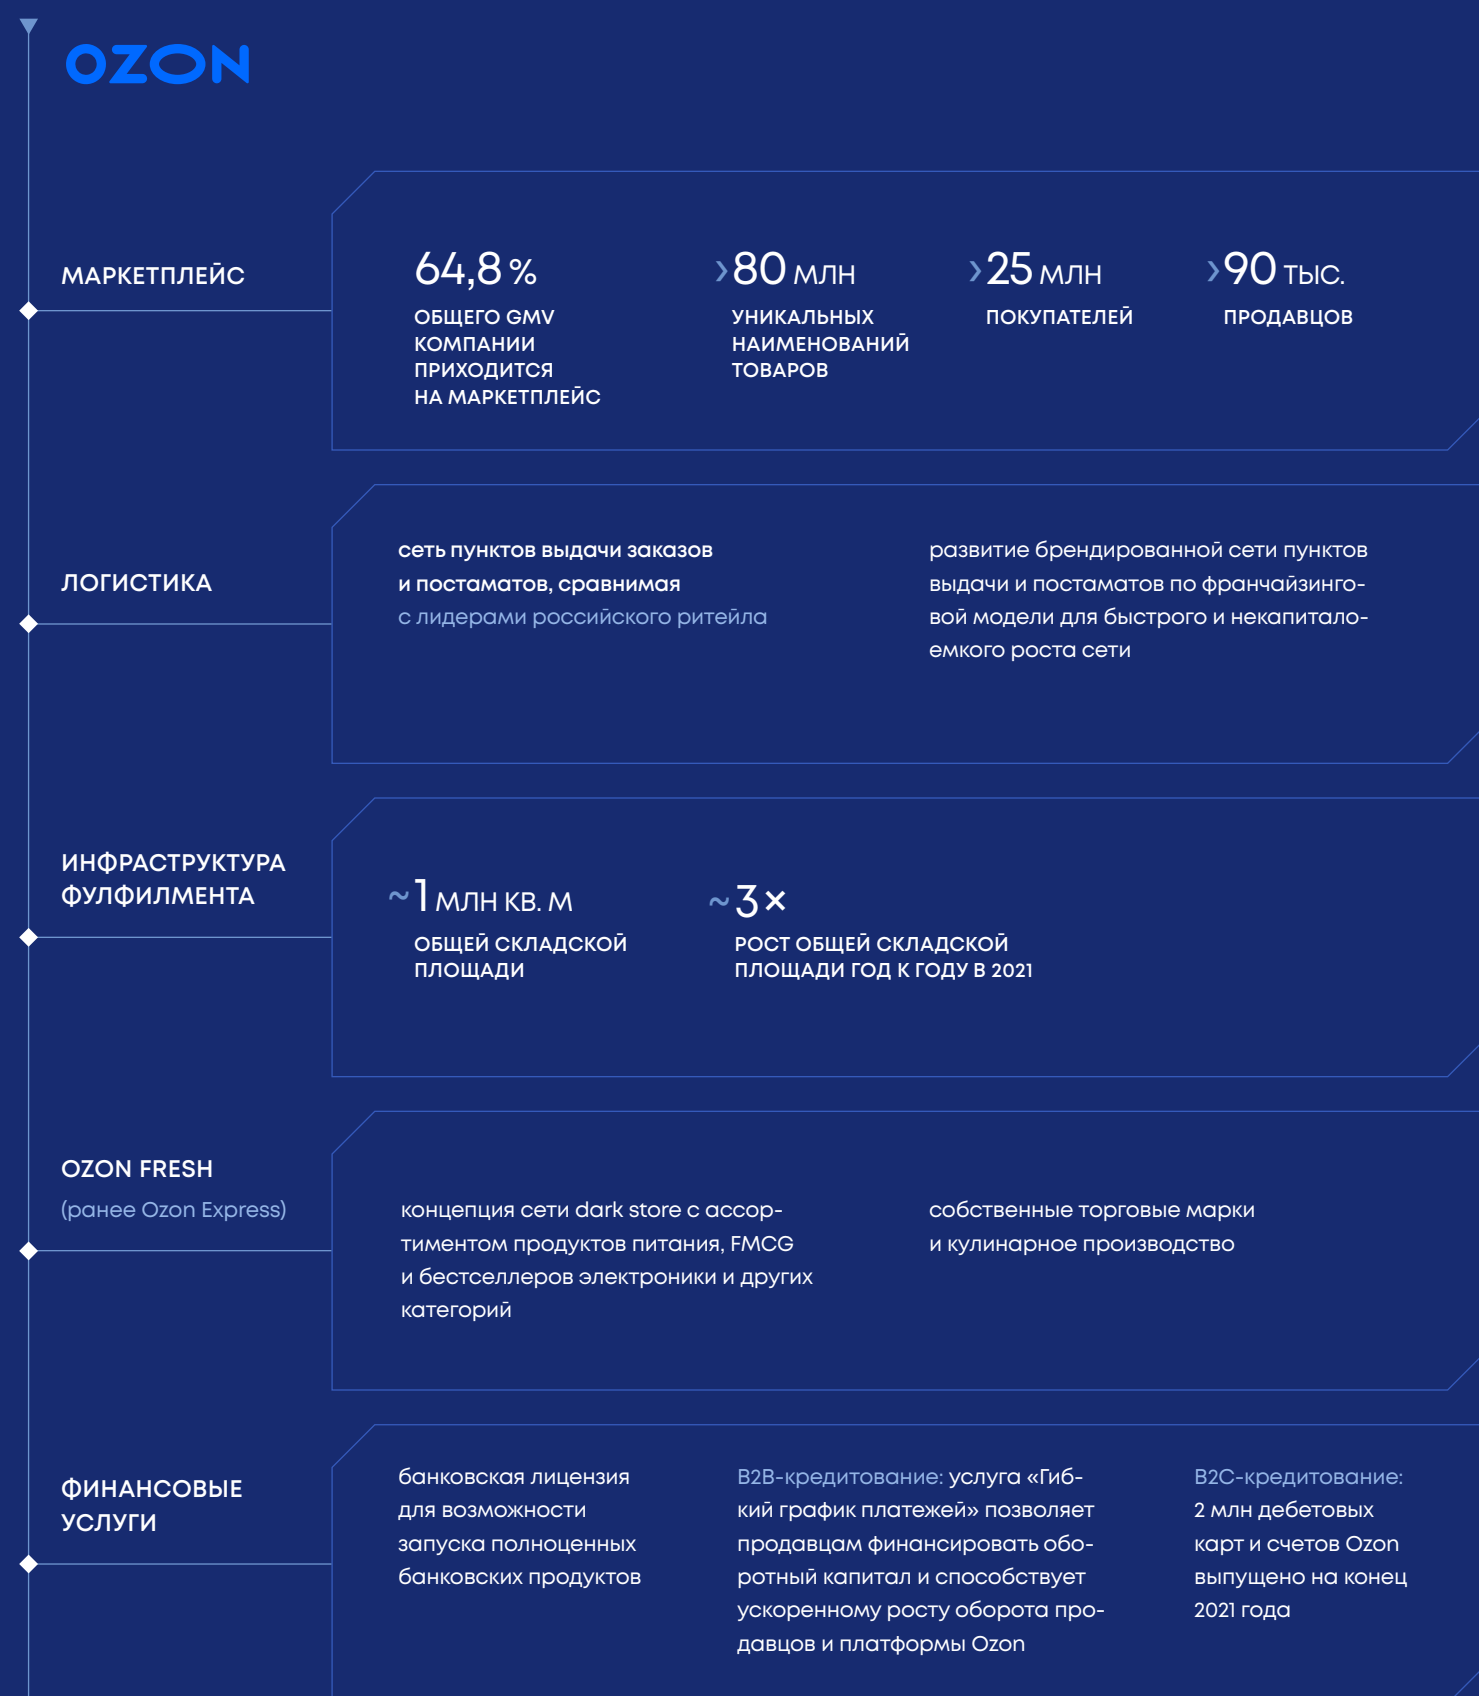 OZON
МАРКЕТПЛЕЙС
64,8 %
ОБЩЕГО GMV
КОМПАНИИ
ПРИХОДИТСЯ
НА МАРКЕТПЛЕЙС
›80 МЛН
УНИКАЛЬНЫХ
НАИМЕНОВАНИЙ
ТОВАРОВ
›25 МЛН
ПОКУПАТЕЛЕЙ
›90 ТЫС.
ПРОДАВЦОВ
ЛОГИСТИКА
сеть пунктов выдачи заказов
и постаматов, сравнимая
с лидерами российского ритейла
развитие брендированной сети пунктов
выдачи и постаматов по франчайзинго-
вой модели для быстрого и некапитало-
емкого роста сети
ИНФРАСТРУКТУРА
ФУЛФИЛМЕНТА
~1 МЛН КВ. М
ОБЩЕЙ СКЛАДСКОЙ
ПЛОЩАДИ
~3×
РОСТ ОБЩЕЙ СКЛАДСКОЙ
ПЛОЩАДИ ГОД К ГОДУ В 2021
OZON FRESH
(ранее Ozon Express)
концепция сети dark store с ассор-
тиментом продуктов питания, FMCG
и бестселлеров электроники и других
категорий
собственные торговые марки
и кулинарное производство
ФИНАНСОВЫЕ
УСЛУГИ
банковская лицензия
для возможности
запуска полноценных
банковских продуктов
B2B-кредитование: услуга «Гиб-
кий график платежей» позволяет
продавцам финансировать обо-
ротный капитал и способствует
ускоренному росту оборота про-
давцов и платформы Ozon
B2C-кредитование:
2 млн дебетовых
карт и счетов Ozon
выпущено на конец
2021 года